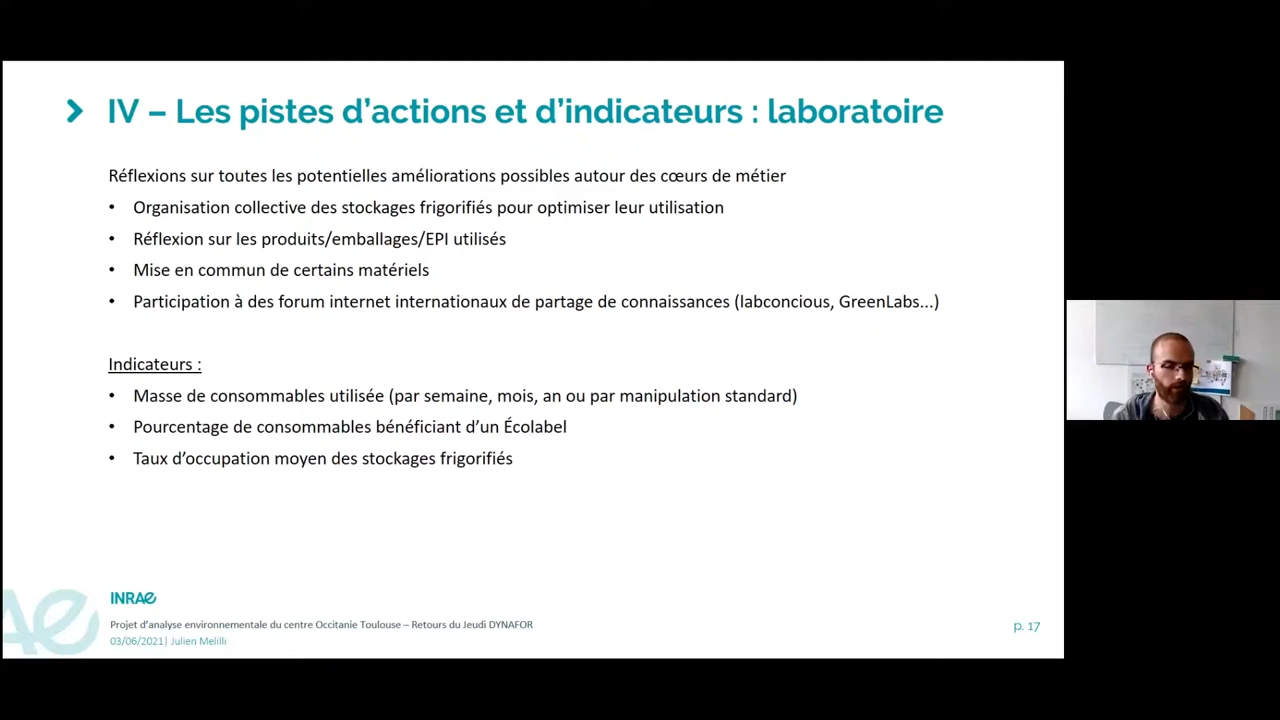 IV – Les pistes d'actions et d'indicateurs : laboratoire
Réflexions sur toutes les potentielles améliorations possibles autour des cœurs de métier
• Organisation collective des stockages frigorifiés pour optimiser leur utilisation
• Réflexion sur les produits/emballages/EPI utilisés
• Mise en commun de certains matériels
• Participation à des forum internet internationaux de partage de connaissances (labconcious, GreenLabs...)
Indicateurs :
• Masse de consommables utilisée (par semaine, mois, an ou par manipulation standard)
• Pourcentage de consommables bénéficiant d'un Écolabel
• Taux d'occupation moyen des stockages frigorifiés
INRAE
Projet d'analyse environnementale du centre Occitanie Toulouse – Retours du Jeudi DYNAFOR
03/06/2021| Julien Melilli
p. 17